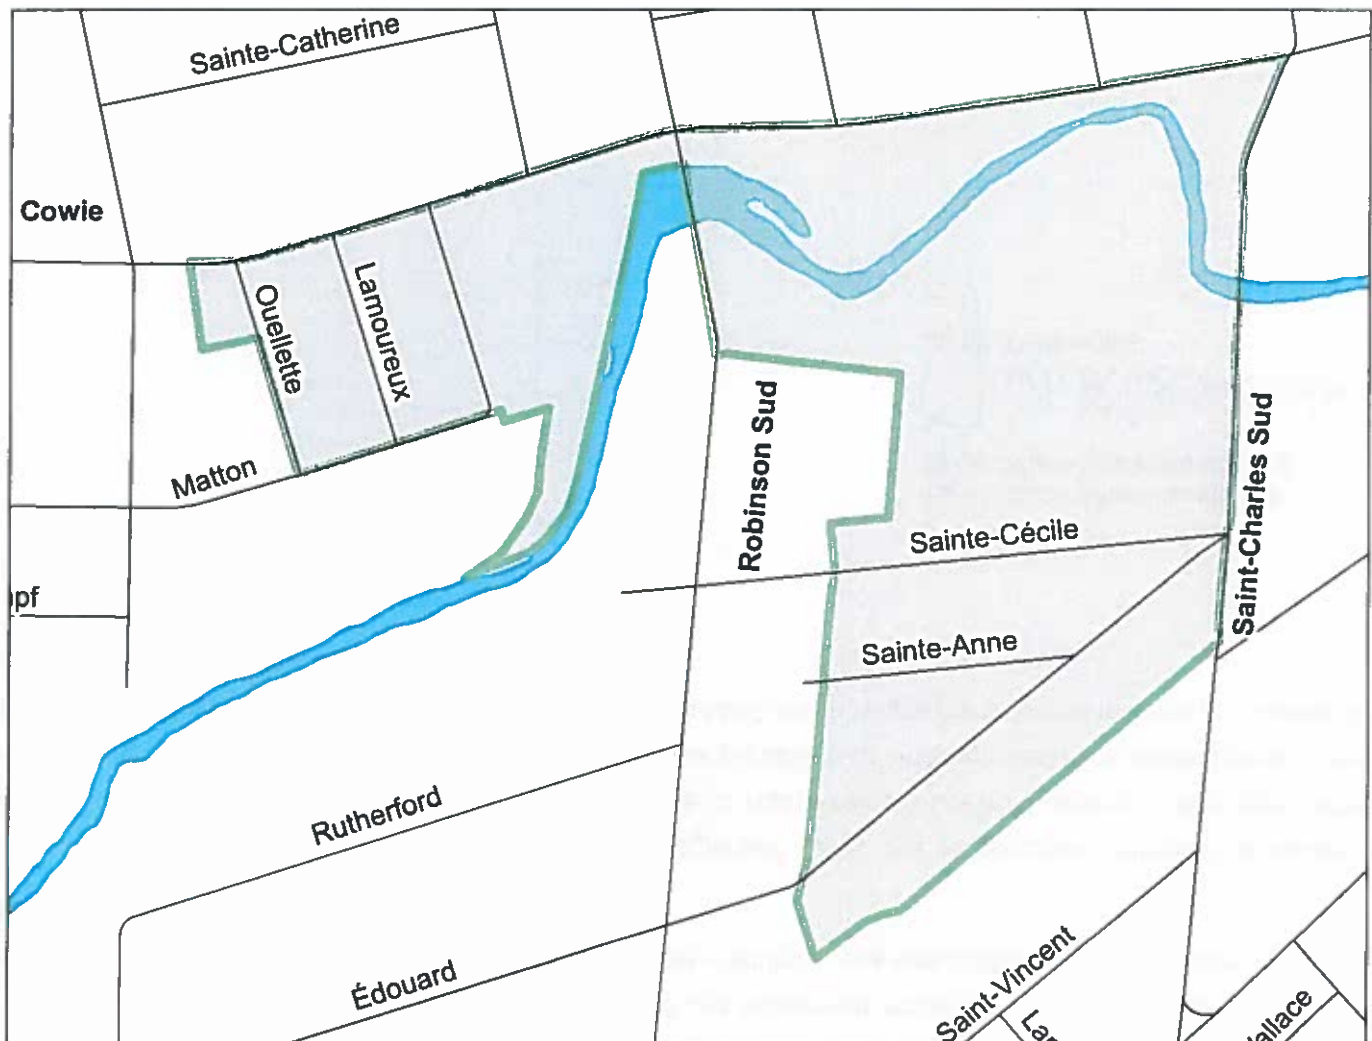 Sainte-Catherine
Cowie
Ouellette
Lamoureux
Matton
Robinson Sud
Saint-Charles Sud
Sainte-Cécile
Sainte-Anne
Rutherford
Édouard
Saint-Vincent